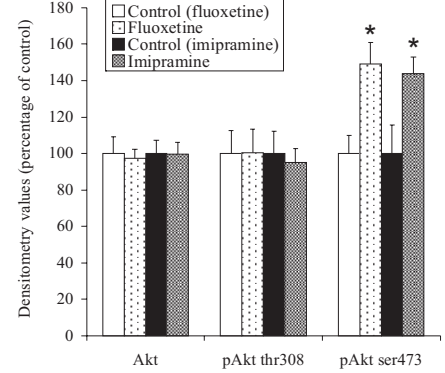 Control (fluoxetine)
Fluoxetine
Control (imipramine)
Imipramine
Densitometry values (percentage of control)
180
160
140
120
100
80
60
40
20
0
*
*
Akt pAkt thr308 pAkt ser473